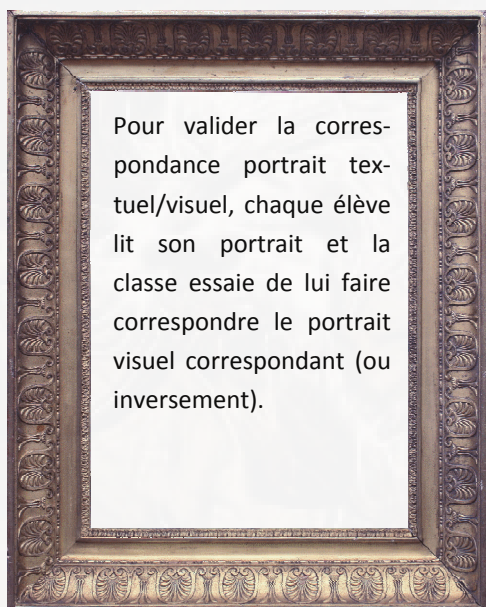 Pour valider la corres-
pondance portrait tex-
tuel/visuel, chaque élève
lit son portrait et la
classe essaie de lui faire
correspondre le portrait
visuel correspondant (ou
inversement).